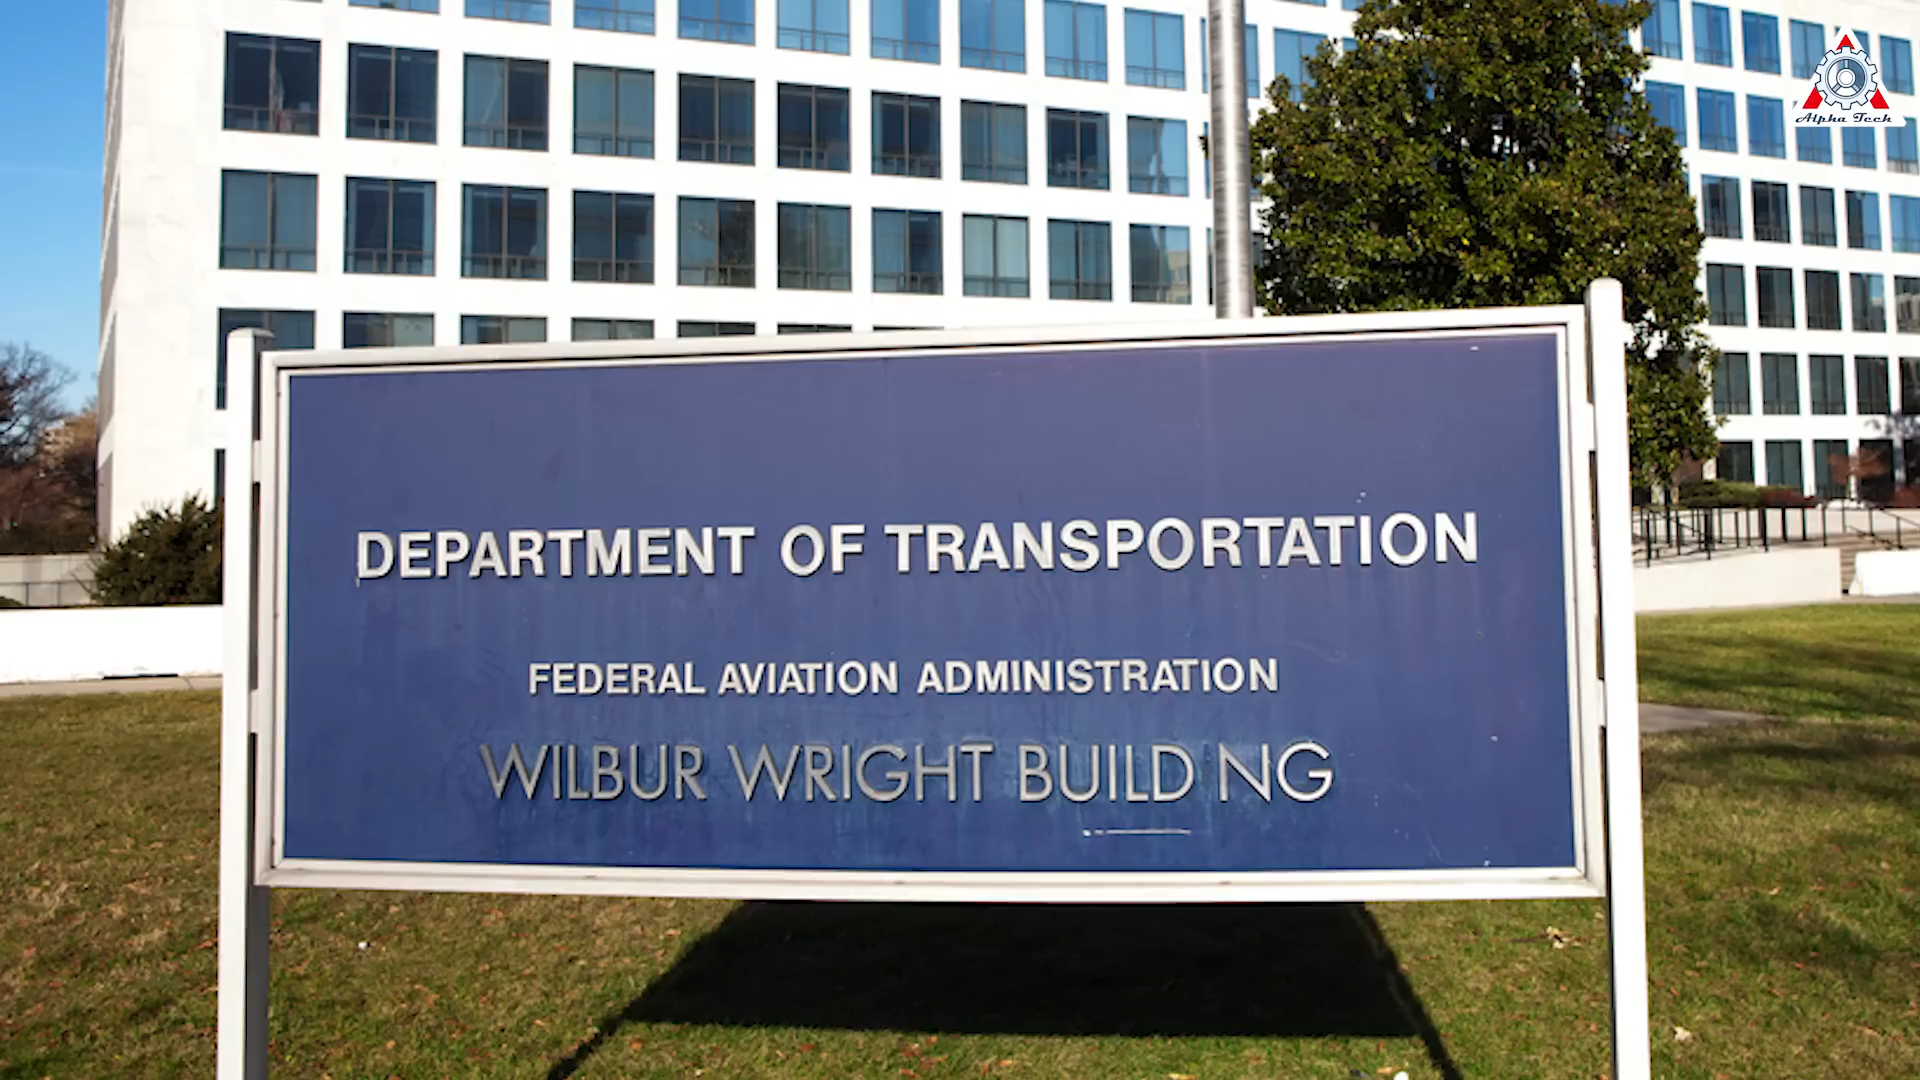 Alpha Tech
DEPARTMENT OF TRANSPORTATION
FEDERAL AVIATION ADMINISTRATION
WILBUR WRIGHT BUILD NG